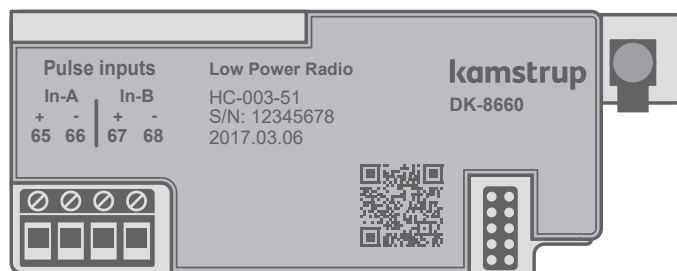 Pulse inputs
In-A In-B
+ - + -
65 66 67 68
Low Power Radio
HC-003-51
S/N: 12345678
2017.03.06
kamstrup
DK-8660